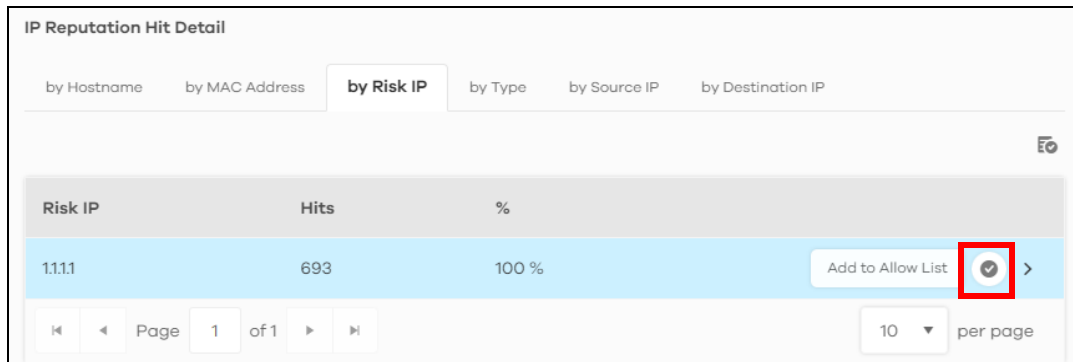 IP Reputation Hit Detail
by Hostname by MAC Address by Risk IP by Type by Source IP by Destination IP
Risk IP Hits %
1.1.1.1 693 100 % Add to Allow List
Page 1 of 1 10 per page